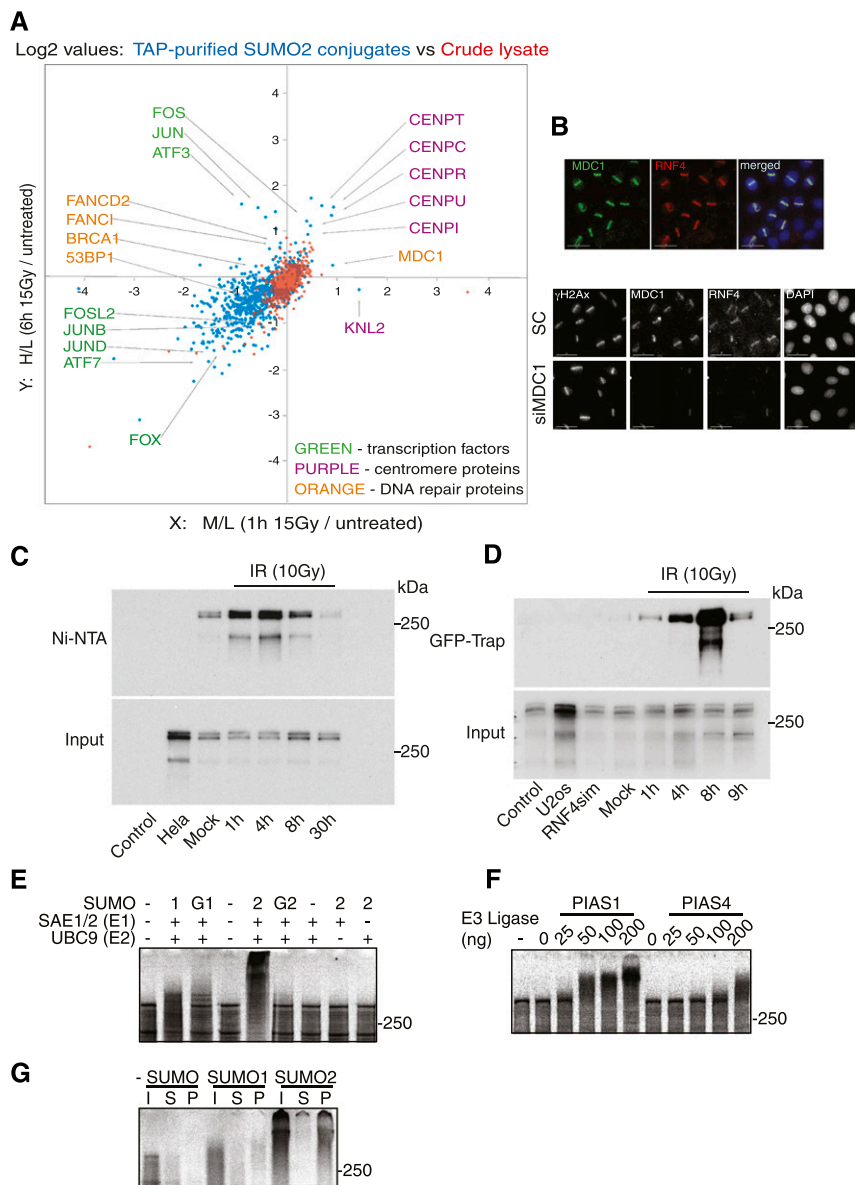 A
Log2 values: TAP-purified SUMO2 conjugates vs Crude lysate
4
3
2
1
-4 -3 -2 -1 1 2 3 4
-1
-2
-3
-4
FOS
JUN
ATF3
FANCD2
FANCI
BRCA1
53BP1
FOSL2
JUNB
JUND
ATF7
FOX
CENPT
CENPC
CENPR
CENPU
CENPI
MDC1
KNL2
GREEN - transcription factors
PURPLE - centromere proteins
ORANGE - DNA repair proteins
Y: H/L (6h 15Gy / untreated)
X: M/L (1h 15Gy / untreated)
B
MDC1 RNF4 merged
γH2Ax MDC1 RNF4 DAPI
SC
siMDC1
C
IR (10Gy)
kDa
Ni-NTA
250
Input
250
Control Hela Mock 1h 4h 8h 30h
D
IR (10Gy)
kDa
GFP-Trap
250
Input
250
Control U2os RNF4sim Mock 1h 4h 8h 9h
E
SUMO - 1 G1 - 2 G2 - 2 2
SAE1/2 (E1) - + + - + + + + -
UBC9 (E2) - + + - + + + - +
-250
F
PIAS1 PIAS4
E3 Ligase
(ng) - 0 25 50 100 200 0 25 50 100 200
-250
G
- SUMO SUMO1 SUMO2
I S P I S P I S P
-250